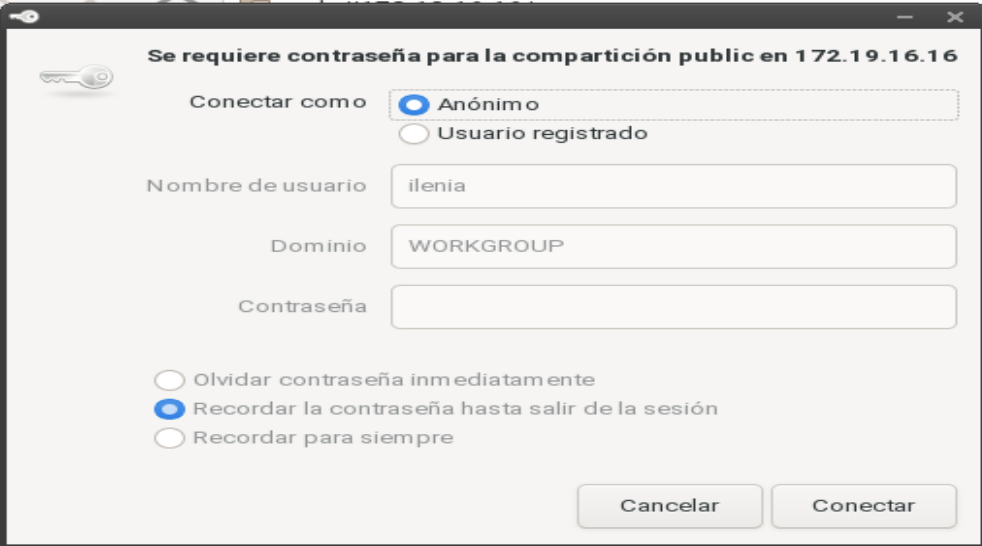 Se requiere contraseña para la compartición public en 172.19.16.16
Conectar como
Anónimo
Usuario registrado
Nombre de usuario
ilenia
Dominio
WORKGROUP
Contraseña
Olvidar contraseña inmediatamente
Recordar la contraseña hasta salir de la sesión
Recordar para siempre
Cancelar
Conectar